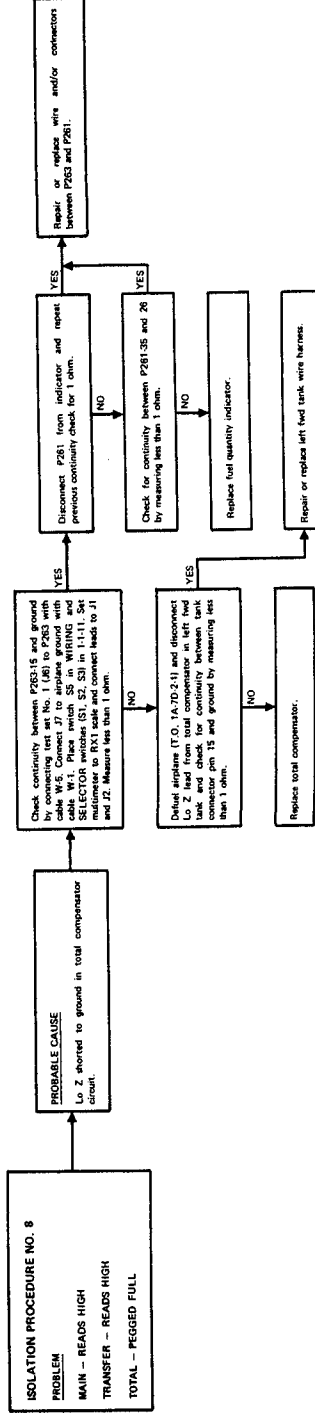 ISOLATION PROCEDURE NO. 8
PROBLEM
MAIN – READS HIGH
TRANSFER – READS HIGH
TOTAL – PEGGED FULL
PROBABLE CAUSE
Lo Z shorted to ground in total compensator
circuit.
Check continuity between P263-15 and ground
by connecting test set No. 1 (J6) to P263 with
cable W-5. Connect J7 to airplane ground with
cable W-1. Place switch S5 in WIRING and
SELECTOR switches (S1, S2, S3) in 1-1-11. Set
multimeter to RX1 scale and connect leads to J1
and J2. Measure less than 1 ohm.
YES
NO
Disconnect P261 from indicator and repeat
previous continuity check for 1 ohm.
YES
NO
Repair or replace wire and/or connectors
between P263 and P261.
Check for continuity between P261-35 and 26
by measuring less than 1 ohm.
YES
NO
Replace fuel quantity indicator.
Defuel airplane (T.O. 1A-7D-2-1) and disconnect
Lo Z lead from total compensator in left fwd
tank and check for continuity between tank
connector pin 15 and ground by measuring less
than 1 ohm.
YES
NO
Repair or replace left fwd tank wire harness.
Replace total compensator.